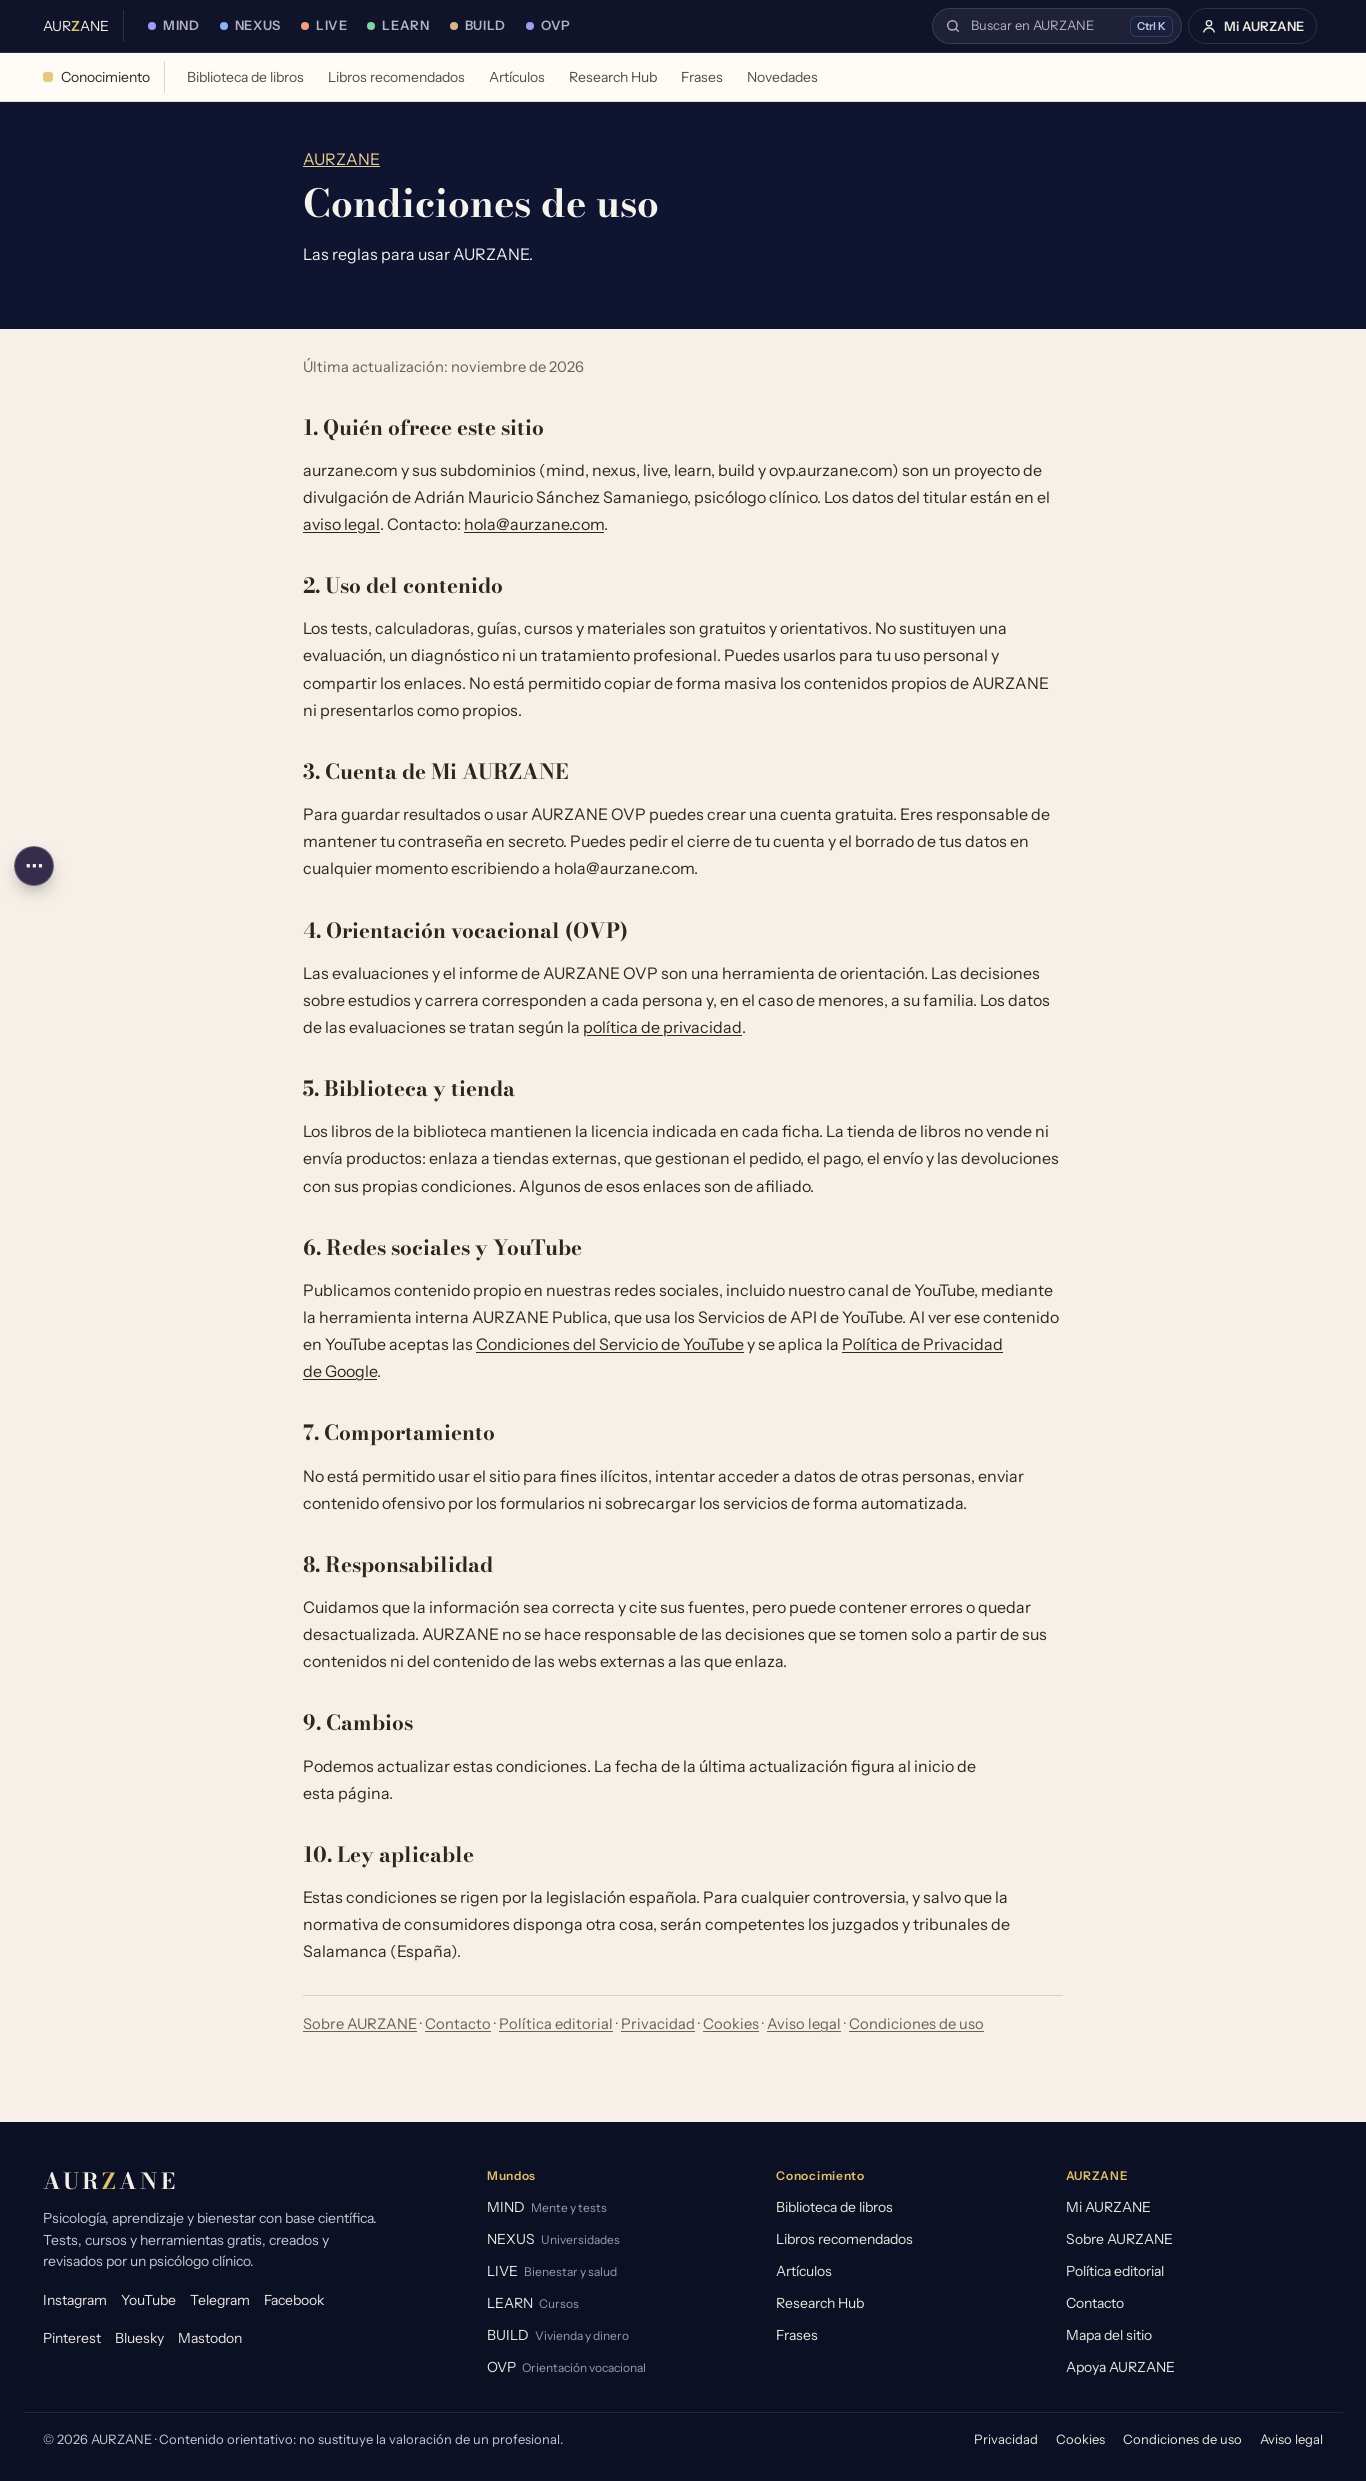 AURZANE
MIND NEXUS LIVE LEARN BUILD OVP
Buscar en AURZANE Ctrl K
Mi AURZANE
Conocimiento Biblioteca de libros Libros recomendados Artículos Research Hub Frases Novedades
AURZANE
Condiciones de uso
Las reglas para usar AURZANE.
Última actualización: noviembre de 2026
1. Quién ofrece este sitio
aurzane.com y sus subdominios (mind, nexus, live, learn, build y ovp.aurzane.com) son un proyecto de
divulgación de Adrián Mauricio Sánchez Samaniego, psicólogo clínico. Los datos del titular están en el
aviso legal. Contacto: hola@aurzane.com.
2. Uso del contenido
Los tests, calculadoras, guías, cursos y materiales son gratuitos y orientativos. No sustituyen una
evaluación, un diagnóstico ni un tratamiento profesional. Puedes usarlos para tu uso personal y
compartir los enlaces. No está permitido copiar de forma masiva los contenidos propios de AURZANE
ni presentarlos como propios.
3. Cuenta de Mi AURZANE
Para guardar resultados o usar AURZANE OVP puedes crear una cuenta gratuita. Eres responsable de
mantener tu contraseña en secreto. Puedes pedir el cierre de tu cuenta y el borrado de tus datos en
cualquier momento escribiendo a hola@aurzane.com.
4. Orientación vocacional (OVP)
Las evaluaciones y el informe de AURZANE OVP son una herramienta de orientación. Las decisiones
sobre estudios y carrera corresponden a cada persona y, en el caso de menores, a su familia. Los datos
de las evaluaciones se tratan según la política de privacidad.
5. Biblioteca y tienda
Los libros de la biblioteca mantienen la licencia indicada en cada ficha. La tienda de libros no vende ni
envía productos: enlaza a tiendas externas, que gestionan el pedido, el pago, el envío y las devoluciones
con sus propias condiciones. Algunos de esos enlaces son de afiliado.
6. Redes sociales y YouTube
Publicamos contenido propio en nuestras redes sociales, incluido nuestro canal de YouTube, mediante
la herramienta interna AURZANE Publica, que usa los Servicios de API de YouTube. Al ver ese contenido
en YouTube aceptas las Condiciones del Servicio de YouTube y se aplica la Política de Privacidad
de Google.
7. Comportamiento
No está permitido usar el sitio para fines ilícitos, intentar acceder a datos de otras personas, enviar
contenido ofensivo por los formularios ni sobrecargar los servicios de forma automatizada.
8. Responsabilidad
Cuidamos que la información sea correcta y cite sus fuentes, pero puede contener errores o quedar
desactualizada. AURZANE no se hace responsable de las decisiones que se tomen solo a partir de sus
contenidos ni del contenido de las webs externas a las que enlaza.
9. Cambios
Podemos actualizar estas condiciones. La fecha de la última actualización figura al inicio de
esta página.
10. Ley aplicable
Estas condiciones se rigen por la legislación española. Para cualquier controversia, y salvo que la
normativa de consumidores disponga otra cosa, serán competentes los juzgados y tribunales de
Salamanca (España).
Sobre AURZANE · Contacto · Política editorial · Privacidad · Cookies · Aviso legal · Condiciones de uso
AURZANE
Psicología, aprendizaje y bienestar con base científica.
Tests, cursos y herramientas gratis, creados y
revisados por un psicólogo clínico.
Instagram YouTube Telegram Facebook
Pinterest Bluesky Mastodon
Mundos
MIND Mente y tests
NEXUS Universidades
LIVE Bienestar y salud
LEARN Cursos
BUILD Vivienda y dinero
OVP Orientación vocacional
Conocimiento
Biblioteca de libros
Libros recomendados
Artículos
Research Hub
Frases
AURZANE
Mi AURZANE
Sobre AURZANE
Política editorial
Contacto
Mapa del sitio
Apoya AURZANE
© 2026 AURZANE · Contenido orientativo: no sustituye la valoración de un profesional.
Privacidad Cookies Condiciones de uso Aviso legal